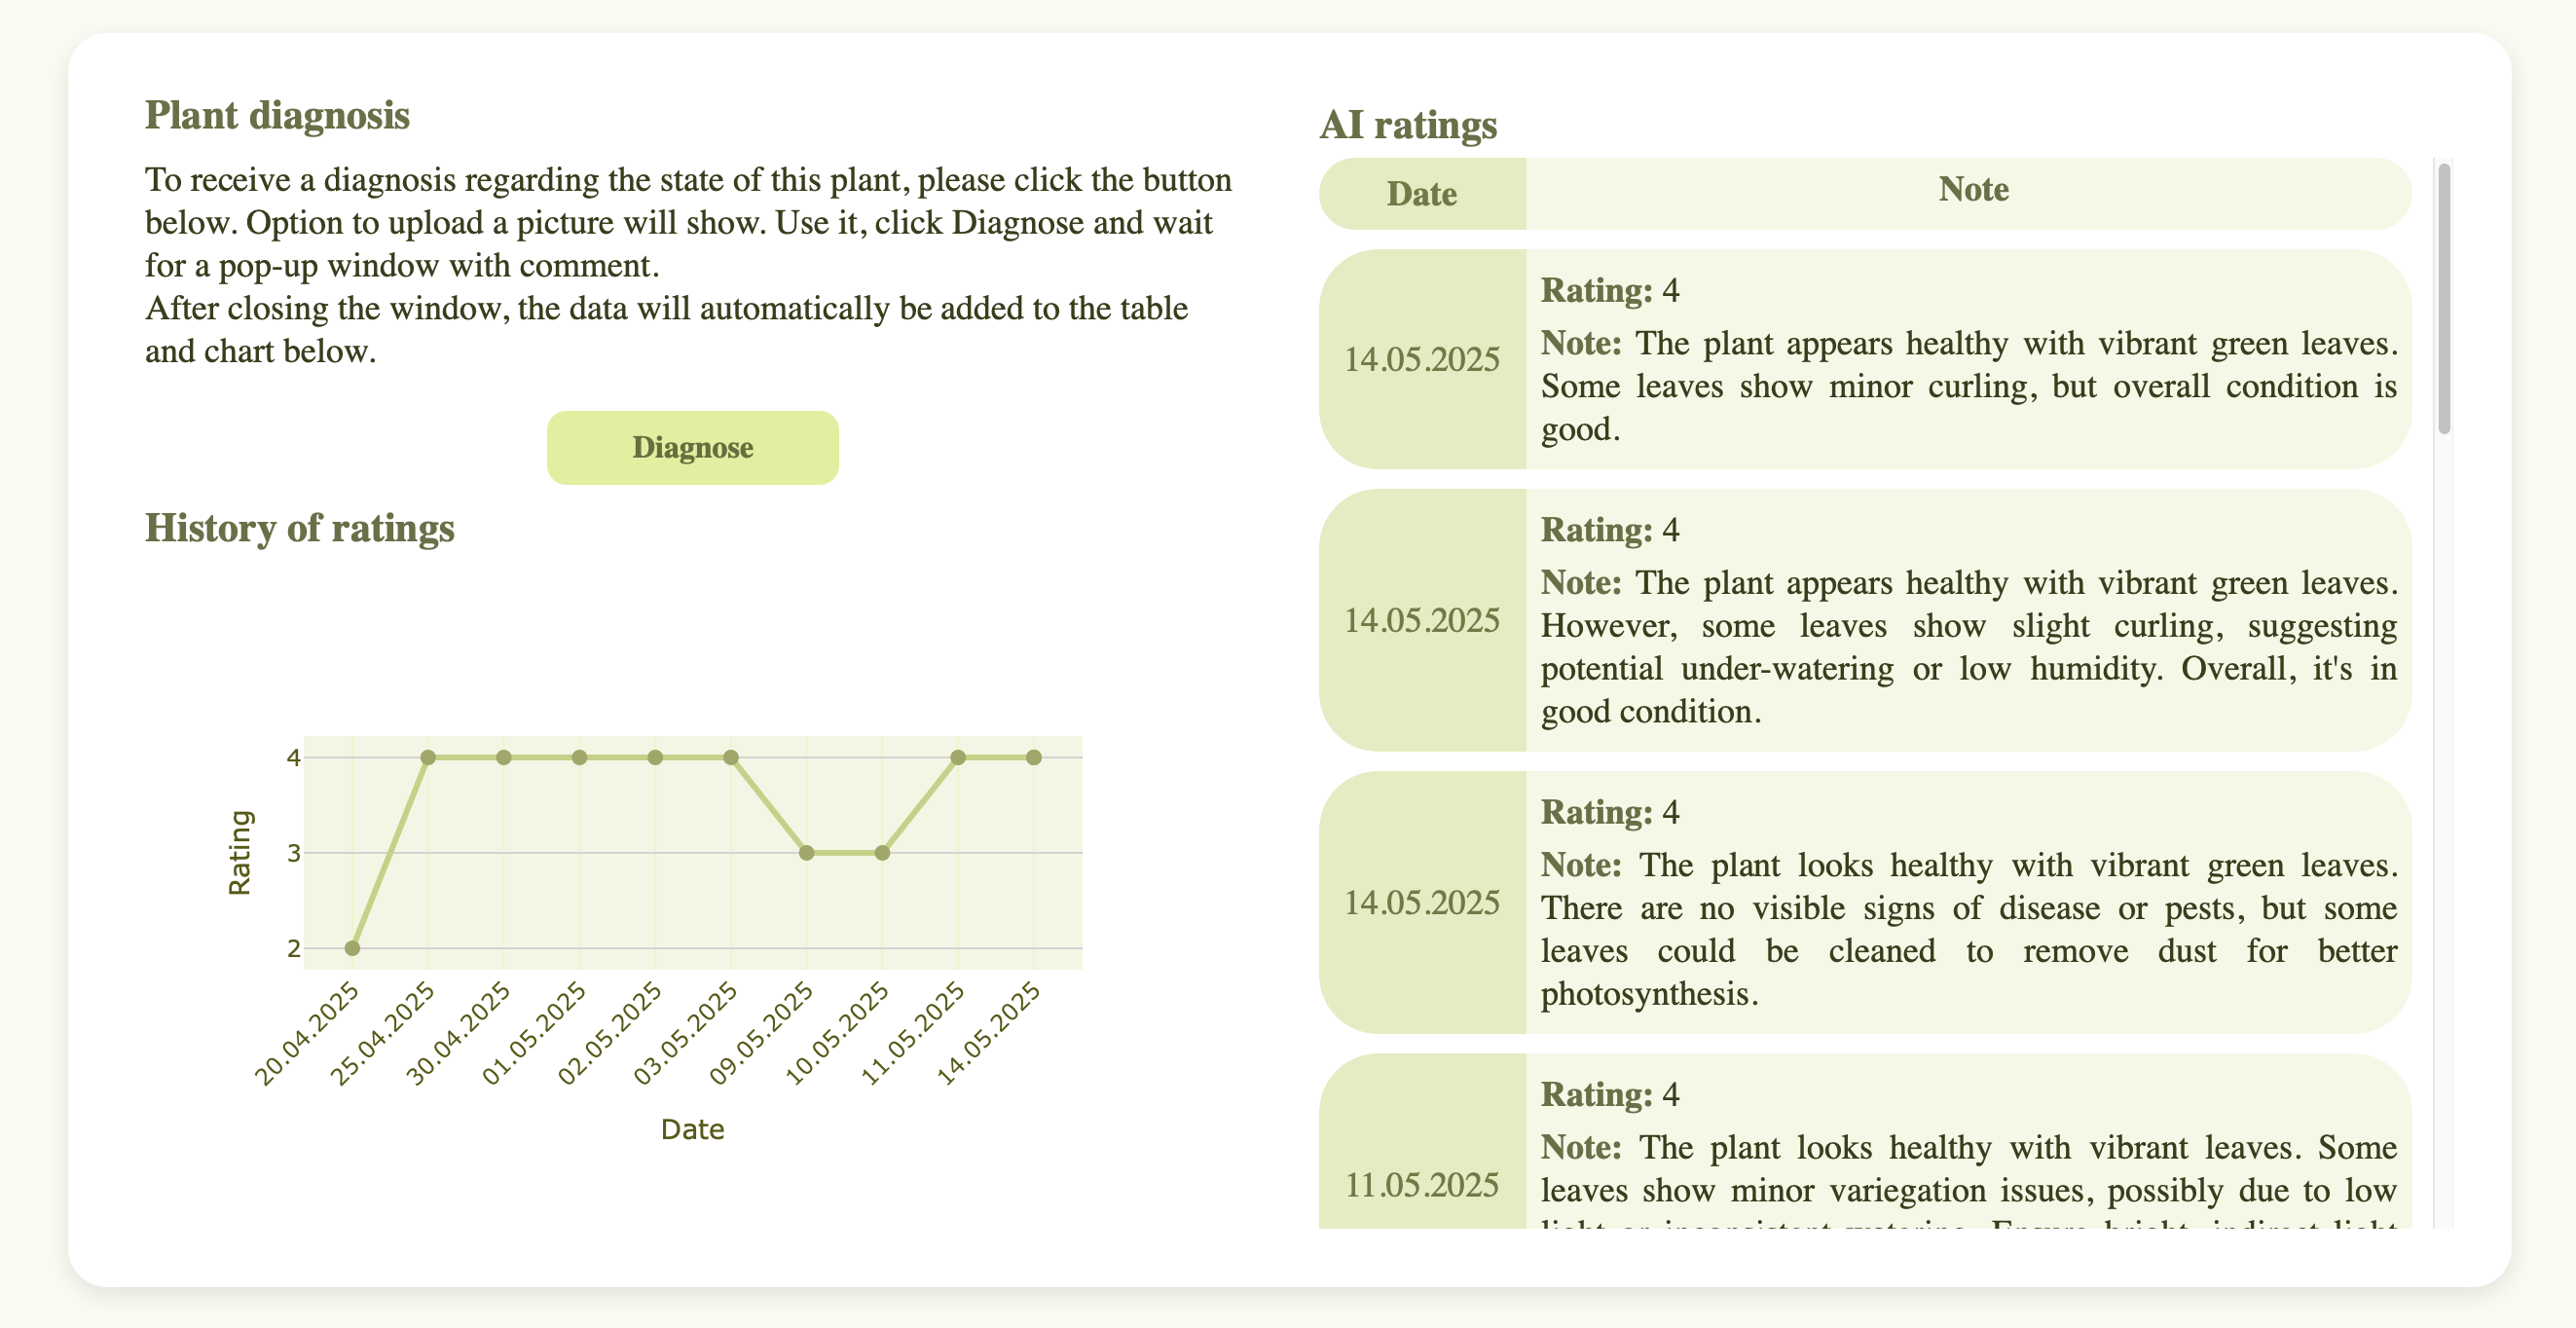 Plant diagnosis
To receive a diagnosis regarding the state of this plant, please click the button
below. Option to upload a picture will show. Use it, click Diagnose and wait
for a pop-up window with comment.
After closing the window, the data will automatically be added to the table
and chart below.
Diagnose
History of ratings
4
3
2
Rating
20.04.2025
25.04.2025
30.04.2025
01.05.2025
02.05.2025
03.05.2025
09.05.2025
10.05.2025
11.05.2025
14.05.2025
Date
AI ratings
Date
Note
14.05.2025
Rating: 4
Note: The plant appears healthy with vibrant green leaves.
Some leaves show minor curling, but overall condition is
good.
14.05.2025
Rating: 4
Note: The plant appears healthy with vibrant green leaves.
However, some leaves show slight curling, suggesting
potential under-watering or low humidity. Overall, it's in
good condition.
14.05.2025
Rating: 4
Note: The plant looks healthy with vibrant green leaves.
There are no visible signs of disease or pests, but some
leaves could be cleaned to remove dust for better
photosynthesis.
11.05.2025
Rating: 4
Note: The plant looks healthy with vibrant leaves. Some
leaves show minor variegation issues, possibly due to low
light or inconsistent watering. Ensure bright, indirect light